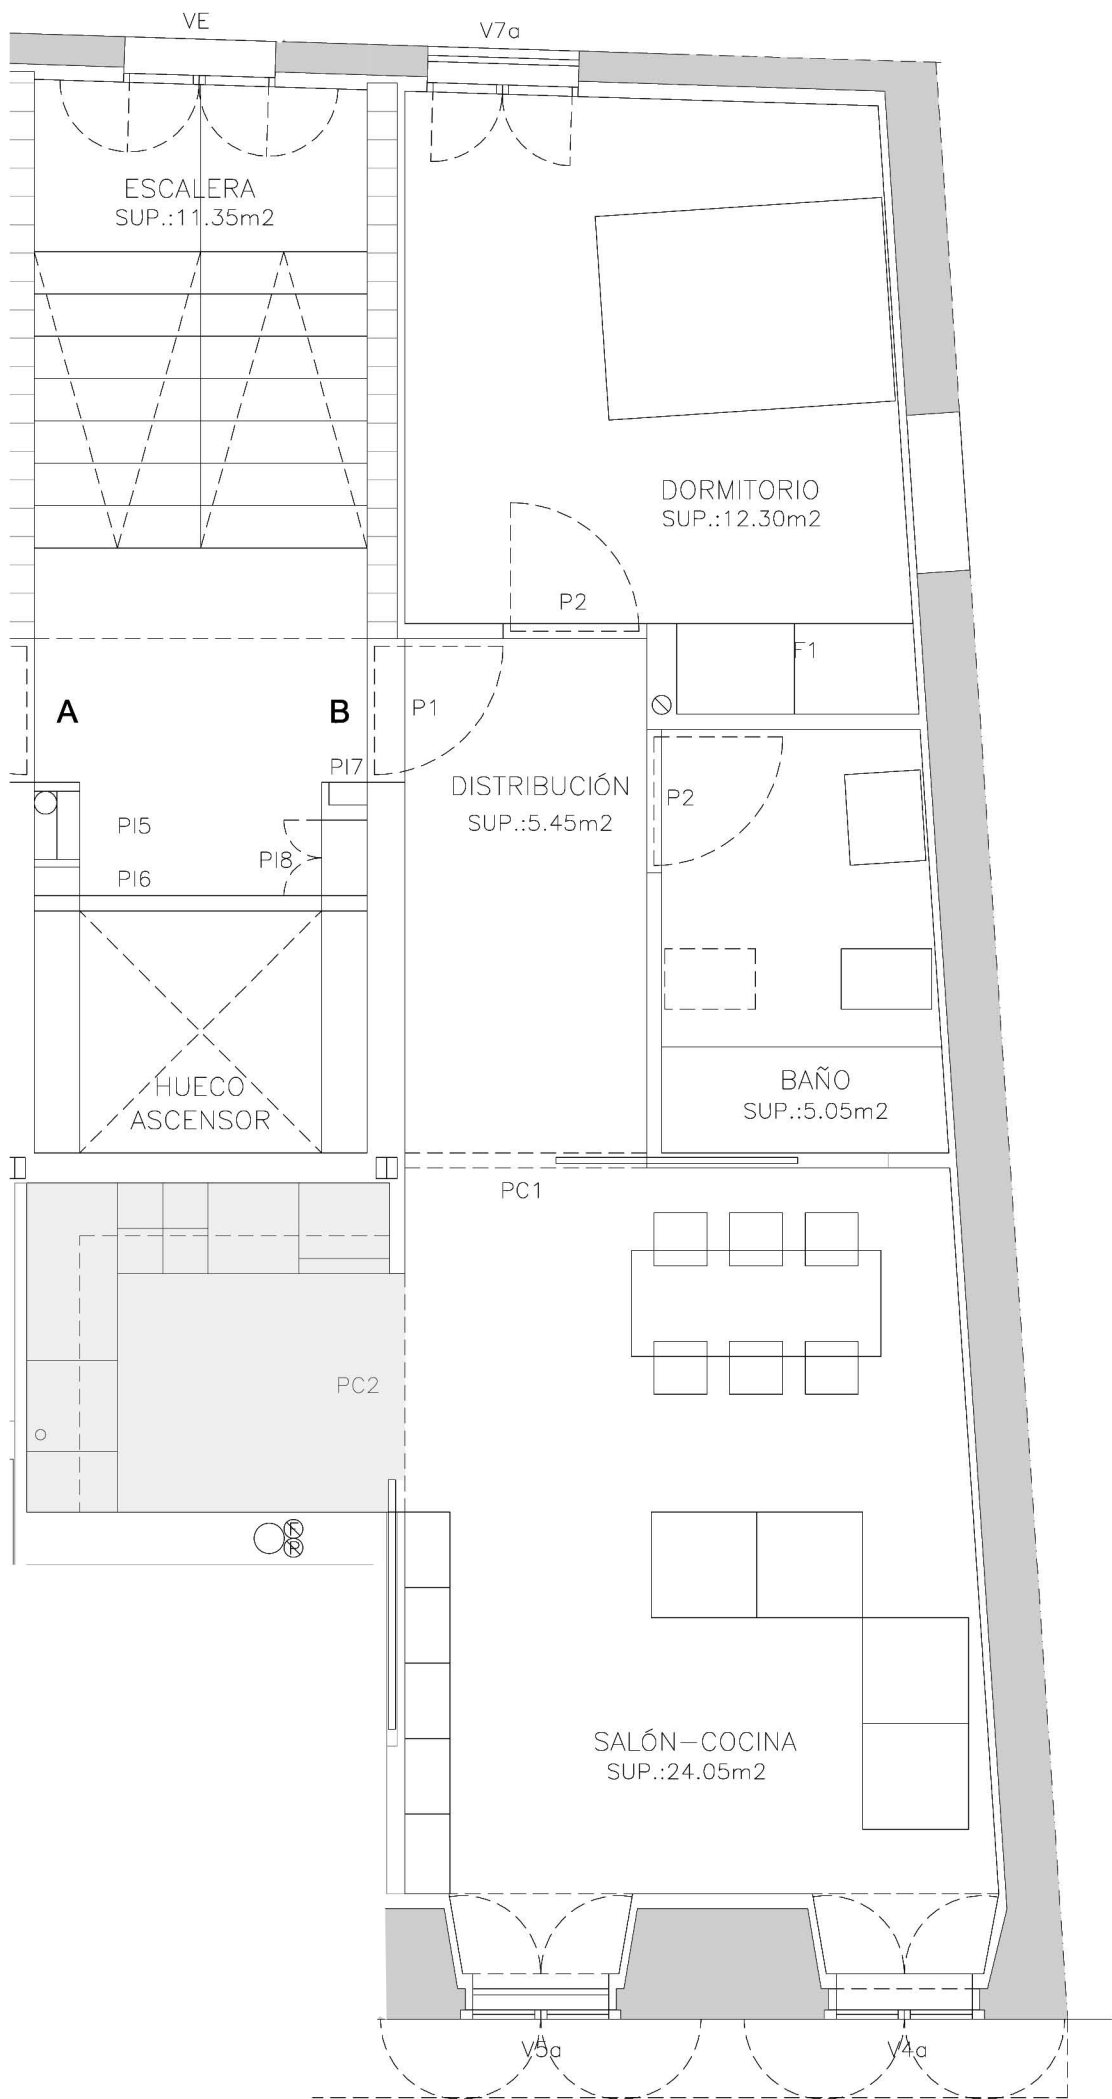 VE
V7a
ESCALERA
SUP.:11.35m2
DORMITORIO
SUP.:12.30m2
P2
F1
A
B
P1
PI7
DISTRIBUCIÓN
SUP.:5.45m2
P2
PI5
PI8
PI6
HUECO
ASCENSOR
BAÑO
SUP.:5.05m2
PC1
PC2
F
R
SALÓN-COCINA
SUP.:24.05m2
V5a
V4a